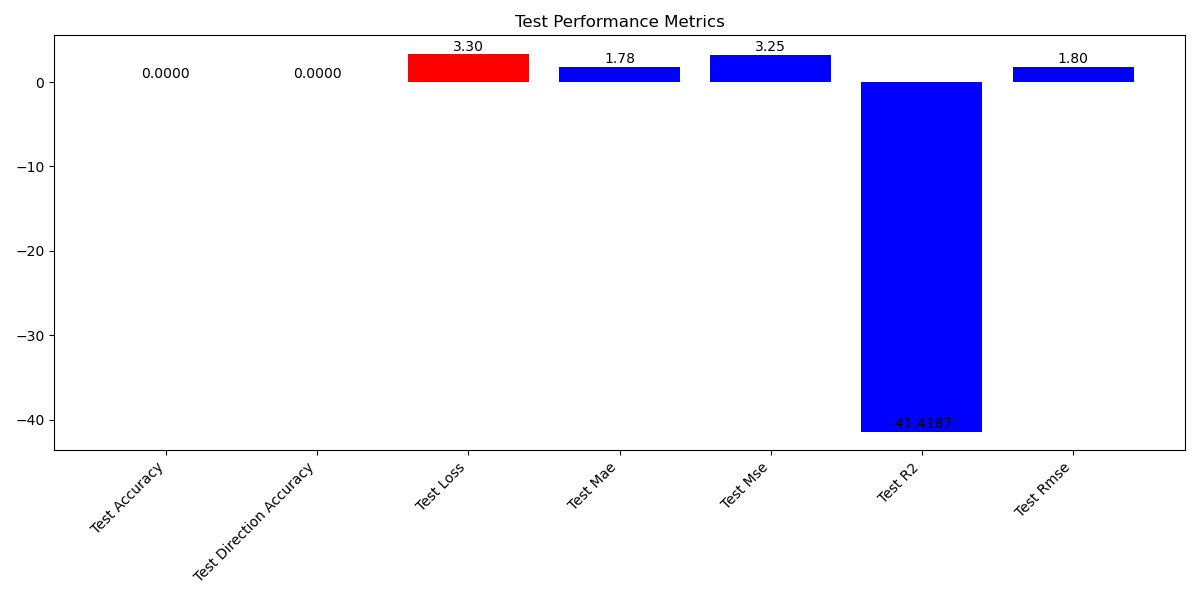 Test Performance Metrics
0.0000
0.0000
3.30
1.78
3.25
-41.4187
1.80
0
−10
−20
−30
−40
Test Accuracy
Test Direction Accuracy
Test Loss
Test Mae
Test Mse
Test R2
Test Rmse